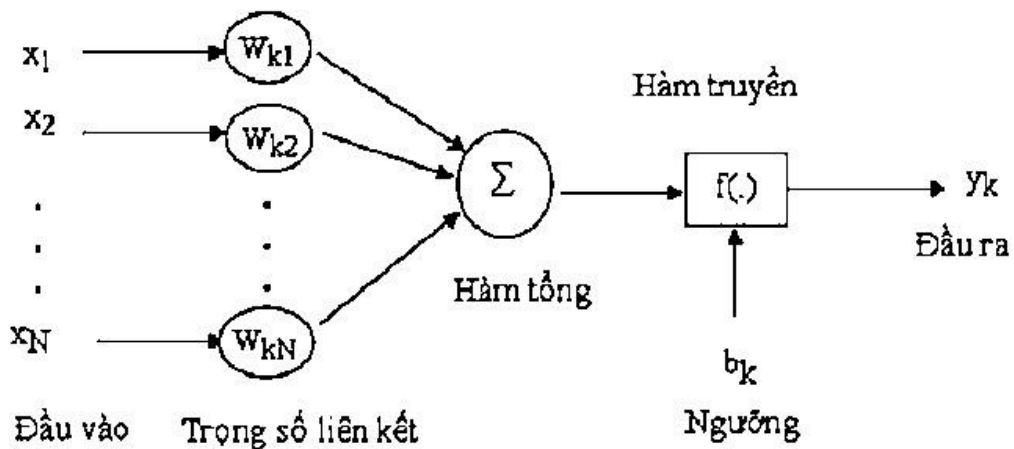 x1 Wk1
Hàm truyền
x2 Wk2
Σ f(.) yk
Đầu ra
Hàm tổng
xN WkN
bk
Đầu vào Trọng số liên kết Ngưỡng